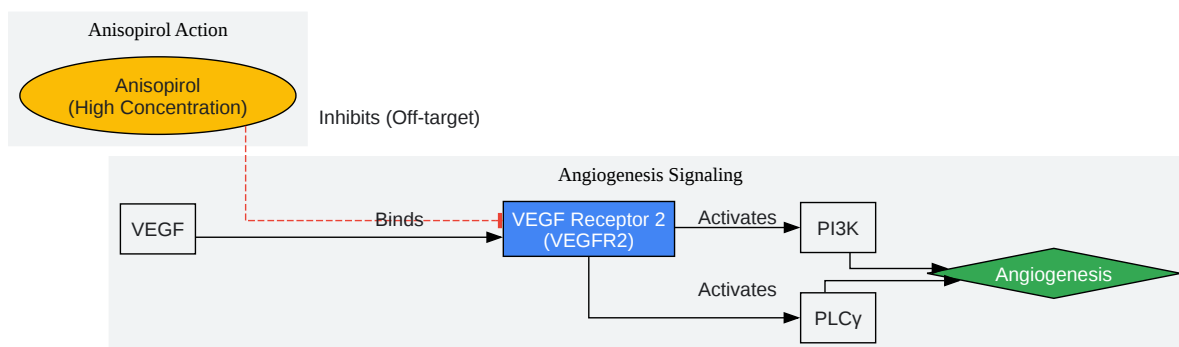 Anisopirol Action
Anisopirol
(High Concentration)
Inhibits (Off-target)
Angiogenesis Signaling
VEGF
Binds
VEGF Receptor 2
(VEGFR2)
Activates
PI3K
Angiogenesis
Activates
PLCγ